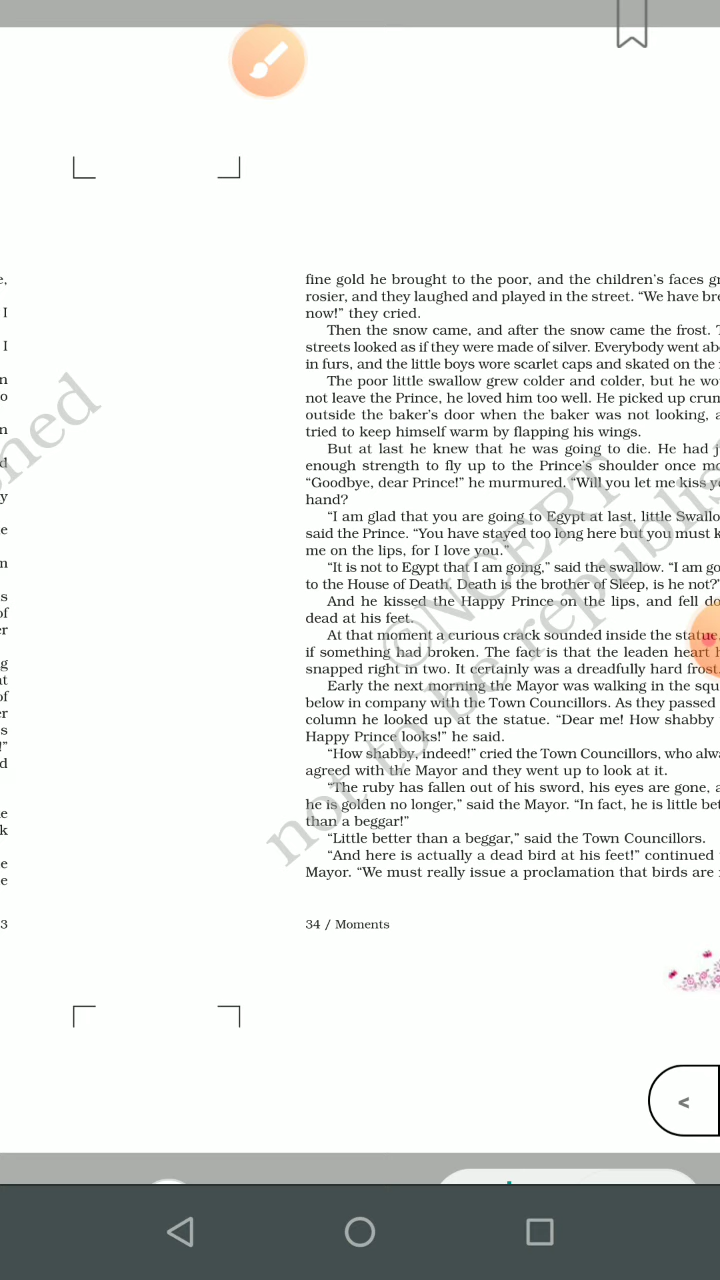 e,
I
I
n
o
n
d
y
e
n
s
of
er
g
at
of
er
s
!”
d
ke
k
e
e
3
fine gold he brought to the poor, and the children’s faces
rosier, and they laughed and played in the street. “We have
now!” they cried.
Then the snow came, and after the snow came the frost.
streets looked as if they were made of silver. Everybody went
in furs, and the little boys wore scarlet caps and skated on the
The poor little swallow grew colder and colder, but he
not leave the Prince, he loved him too well. He picked up
outside the baker’s door when the baker was not looking,
tried to keep himself warm by flapping his wings.
But at last he knew that he was going to die. He had
enough strength to fly up to the Prince’s shoulder once
“Goodbye, dear Prince!” he murmured. “Will you let me kiss
hand?
“I am glad that you are going to Egypt at last, little
said the Prince. “You have stayed too long here but you must
me on the lips, for I love you.”
“It is not to Egypt that I am going,” said the swallow. “I am
to the House of Death. Death is the brother of Sleep, is he not?”
And he kissed the Happy Prince on the lips, and fell
dead at his feet.
At that moment a curious crack sounded inside the statue,
if something had broken. The fact is that the leaden heart
snapped right in two. It certainly was a dreadfully hard frost.
Early the next morning the Mayor was walking in the
below in company with the Town Councillors. As they passed
column he looked up at the statue. “Dear me! How shabby
Happy Prince looks!” he said.
“How shabby, indeed!” cried the Town Councillors, who
agreed with the Mayor and they went up to look at it.
“The ruby has fallen out of his sword, his eyes are gone,
he is golden no longer,” said the Mayor. “In fact, he is little
than a beggar!”
“Little better than a beggar,” said the Town Councillors.
“And here is actually a dead bird at his feet!” continued
Mayor. “We must really issue a proclamation that birds are
34 / Moments
©NCERT
not to be